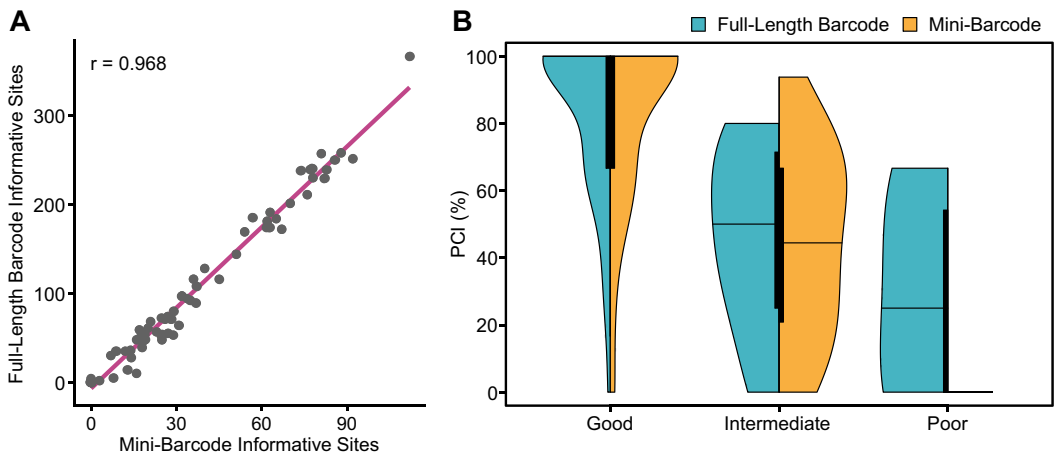 A
r = 0.968
Full-Length Barcode Informative Sites
300
200
100
0
0 30 60 90
Mini-Barcode Informative Sites
B
Full-Length Barcode Mini-Barcode
PCI (%)
100
80
60
40
20
0
Good Intermediate Poor